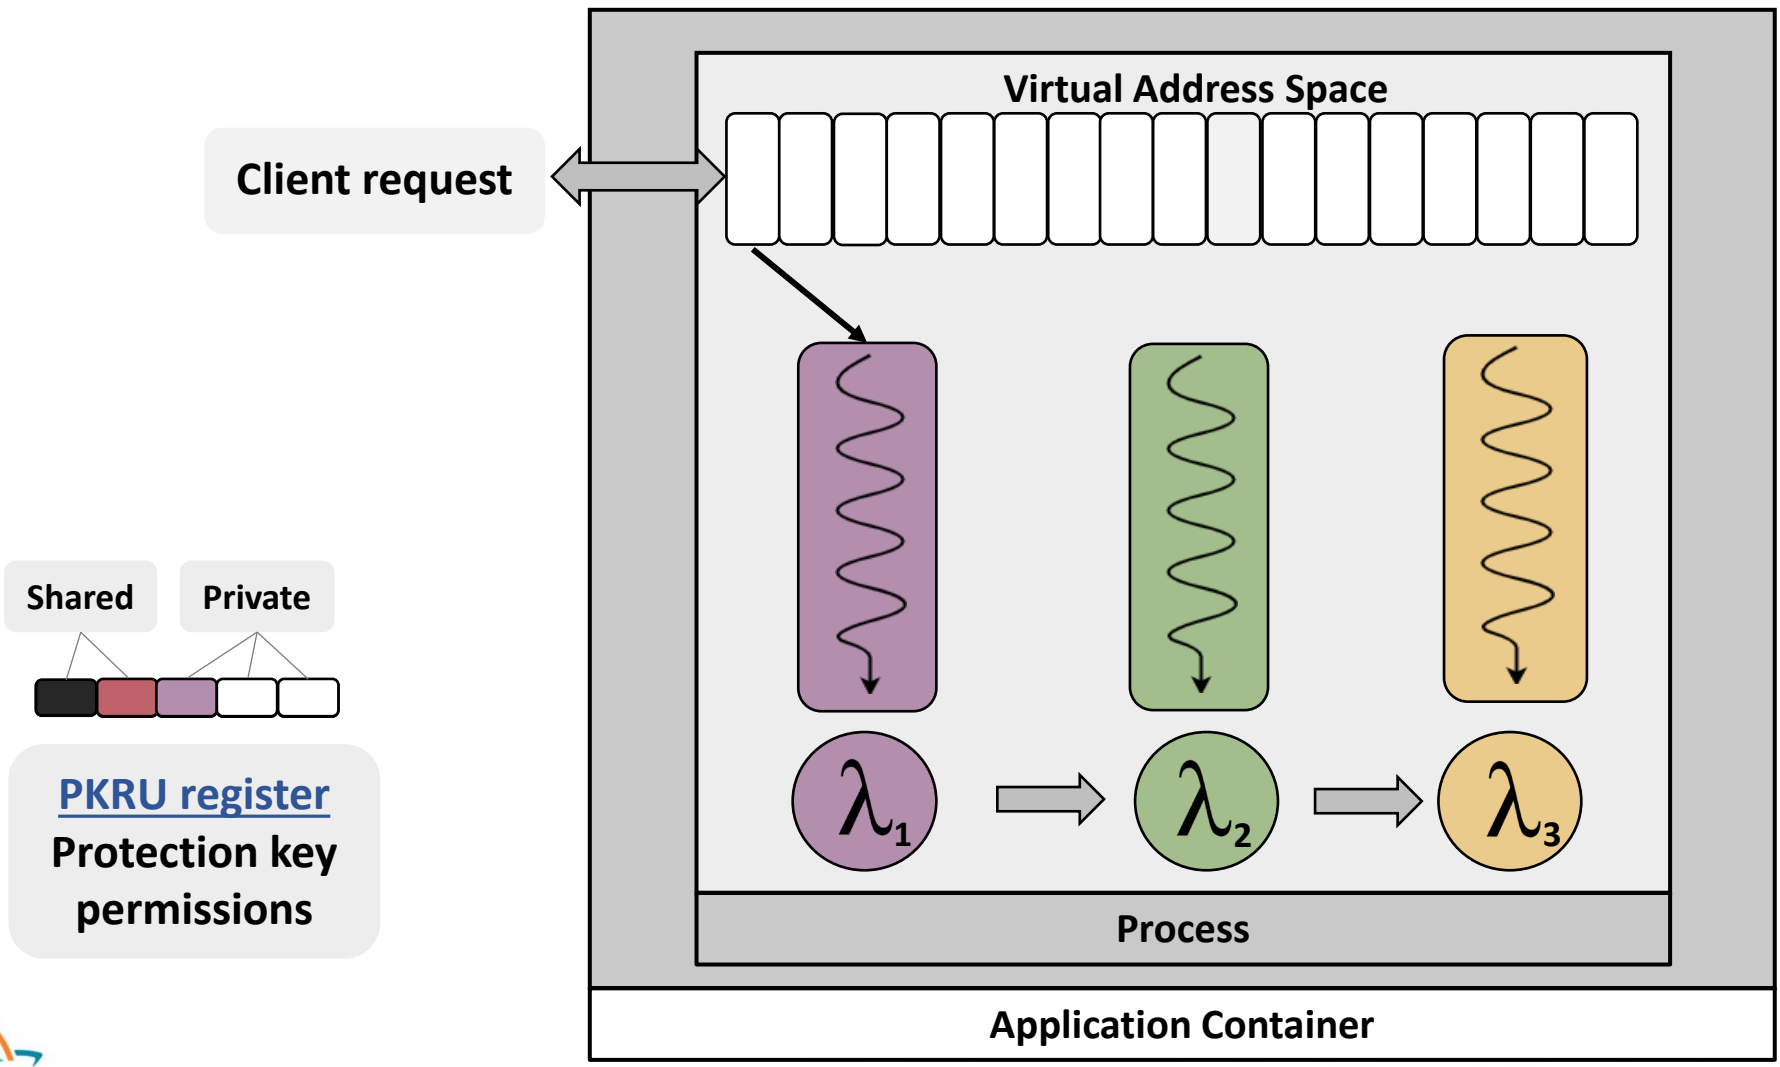 Virtual Address Space
Client request
Shared
Private
PKRU register
Protection key
permissions
λ1
λ2
λ3
Process
Application Container